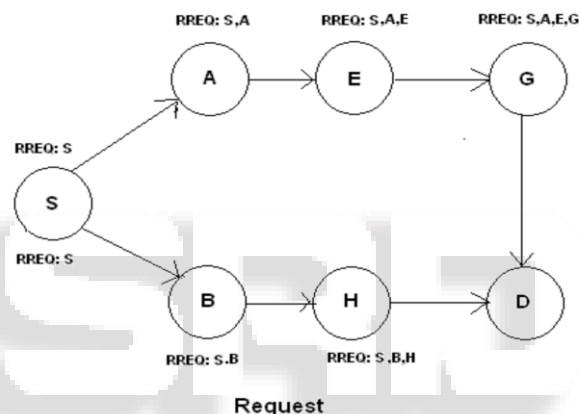 RREQ: S,A
RREQ: S,A,E
RREQ: S,A,E,G
A
E
G
RREQ: S
S
RREQ: S
B
H
D
RREQ: S.B
RREQ: S,B,H
Request